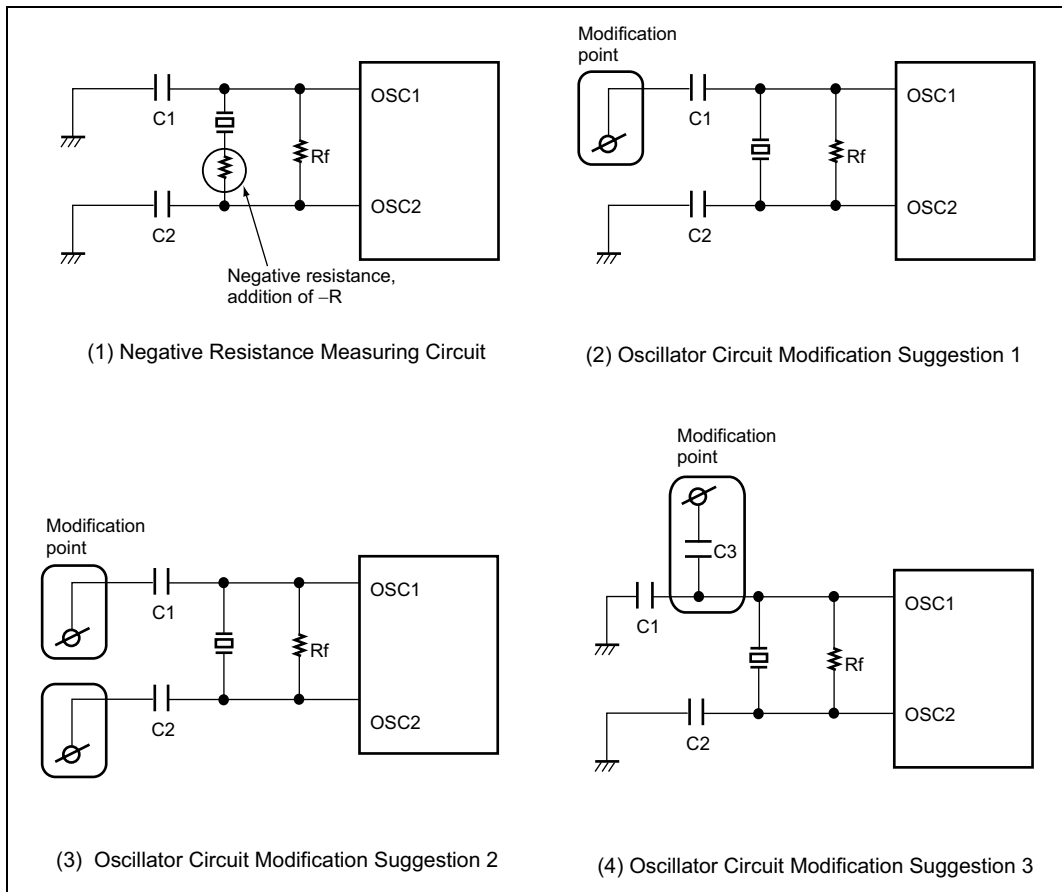 C1
OSC1
Rf
OSC2
C2
Negative resistance,
addition of –R
(1) Negative Resistance Measuring Circuit
Modification
point
C1
OSC1
Rf
OSC2
C2
(2) Oscillator Circuit Modification Suggestion 1
Modification
point
C1
OSC1
Rf
C2
OSC2
(3) Oscillator Circuit Modification Suggestion 2
Modification
point
C3
C1
OSC1
Rf
OSC2
C2
(4) Oscillator Circuit Modification Suggestion 3